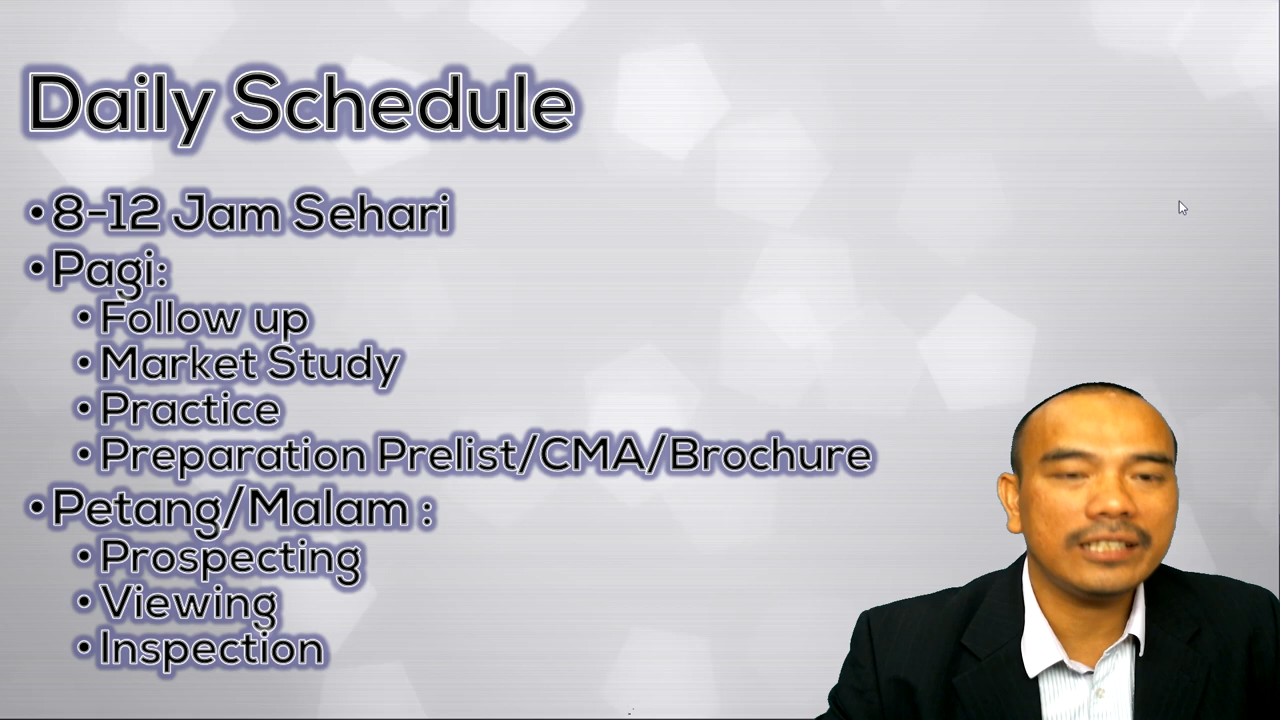 Daily Schedule
•8-12 Jam Sehari
•Pagi:
•Follow up
•Market Study
•Practice
•Preparation Prelist/CMA/Brochure
•Petang/Malam :
•Prospecting
•Viewing
•Inspection